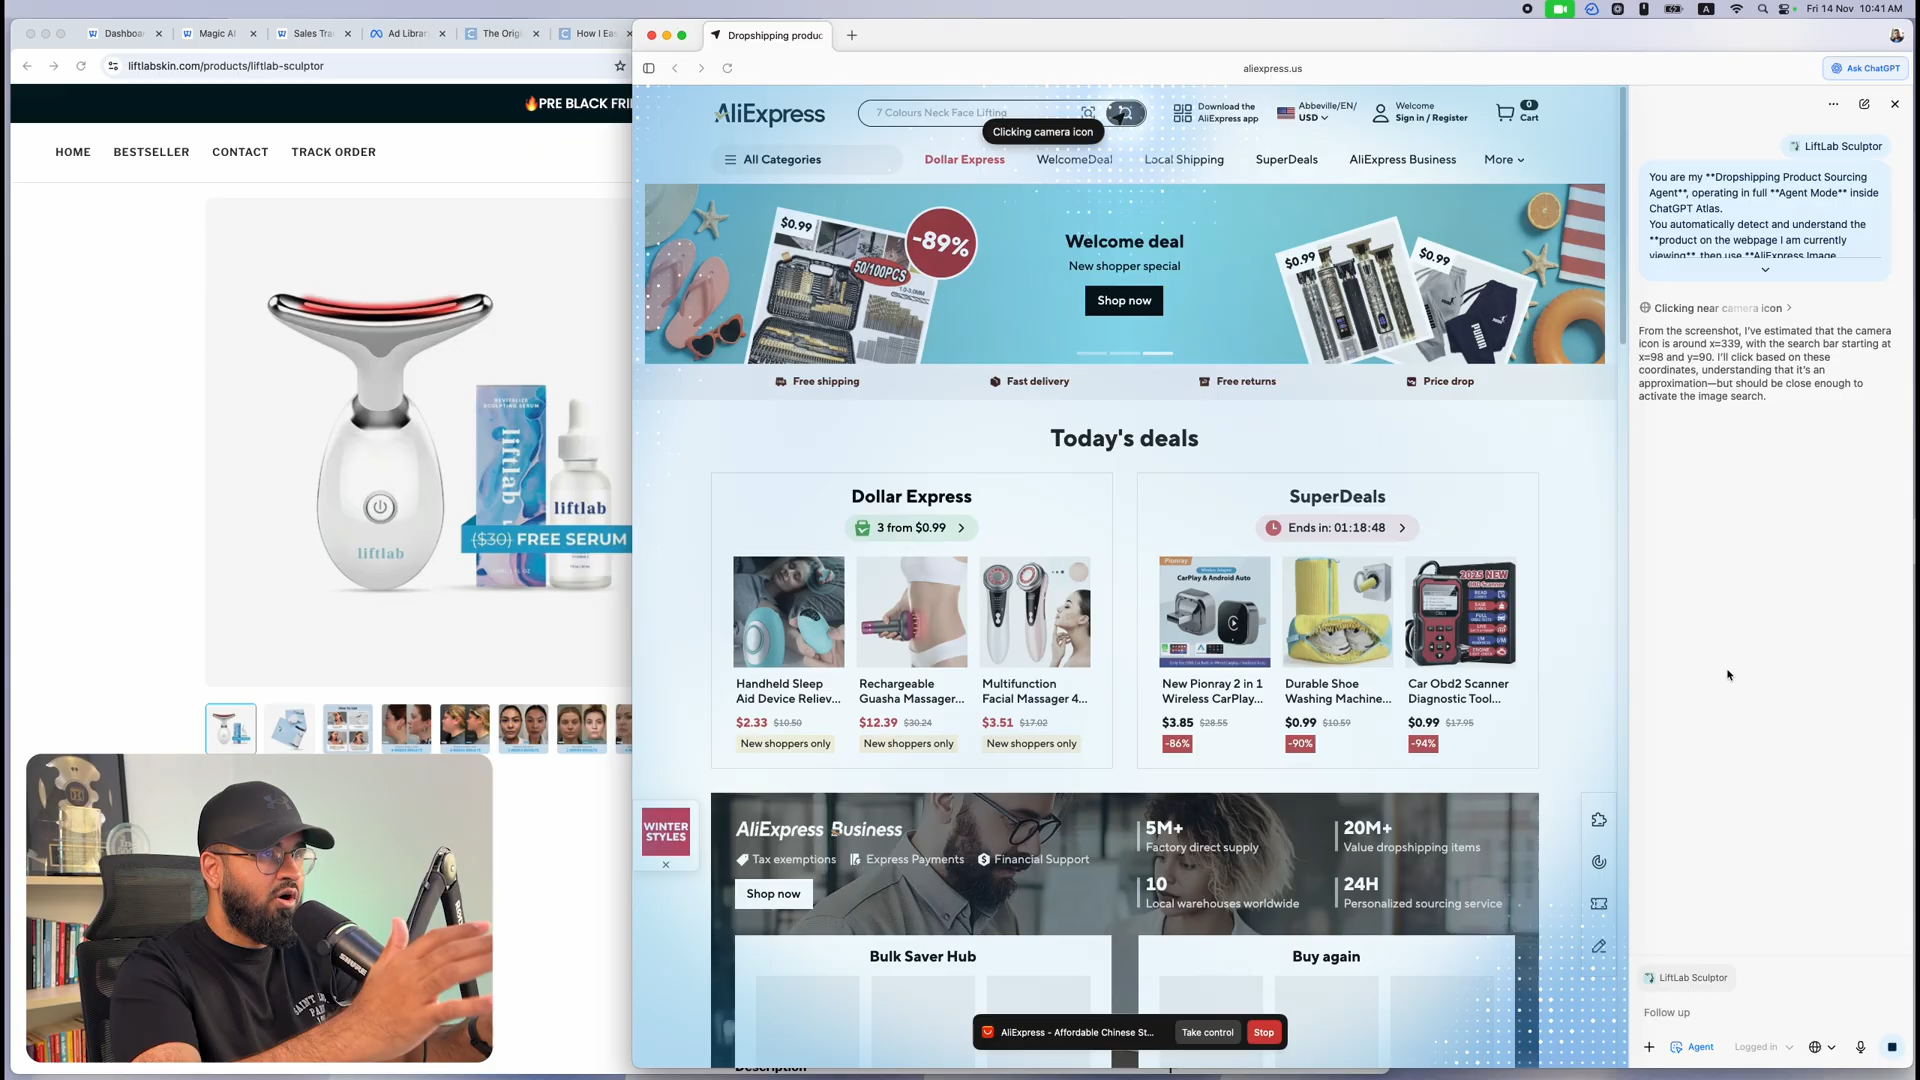 Fri 14 Nov 10:41 AM
Dashboar
Magic AI
Sales Tra
Ad Librar
The Orig
How I Eas
liftlabskin.com/products/liftlab-sculptor
🔥PRE BLACK FRI
HOME
BESTSELLER
CONTACT
TRACK ORDER
liftlab
REVITALIZE
SCULPTING SERUM
liftlab
liftlab
($30) FREE SERUM
Dropshipping produc
aliexpress.us
Ask ChatGPT
AliExpress
7 Colours Neck Face Lifting
Clicking camera icon
Download the
AliExpress app
Abbeville/EN/
USD
Welcome
Sign in / Register
0
Cart
All Categories
Dollar Express
WelcomeDeal
Local Shipping
SuperDeals
AliExpress Business
More
$0.99
-89%
50/100PCS
Welcome deal
New shopper special
Shop now
$0.99
$0.99
PUMA
Free shipping
Fast delivery
Free returns
Price drop
Today's deals
Dollar Express
3 from $0.99
SuperDeals
Ends in: 01:18:48
Pionray
CarPlay & Android Auto
2025 NEW
Handheld Sleep
Aid Device Reliev...
$2.33 $10.50
New shoppers only
Rechargeable
Guasha Massager...
$12.39 $30.24
New shoppers only
Multifunction
Facial Massager 4...
$3.51 $17.02
New shoppers only
New Pionray 2 in 1
Wireless CarPlay...
$3.85 $28.55
-86%
Durable Shoe
Washing Machine...
$0.99 $10.59
-90%
Car Obd2 Scanner
Diagnostic Tool...
$0.99 $17.95
-94%
WINTER
STYLES
AliExpress Business
Tax exemptions
Express Payments
Financial Support
Shop now
5M+
Factory direct supply
20M+
Value dropshipping items
10
Local warehouses worldwide
24H
Personalized sourcing service
Bulk Saver Hub
Buy again
AliExpress - Affordable Chinese St...
Take control
Stop
Description
LiftLab Sculptor
You are my **Dropshipping Product Sourcing
Agent**, operating in full **Agent Mode** inside
ChatGPT Atlas.
You automatically detect and understand the
**product on the webpage I am currently
viewing**, then use **AliExpress Image
Clicking near camera icon
From the screenshot, I've estimated that the camera
icon is around x=339, with the search bar starting at
x=98 and y=90. I'll click based on these
coordinates, understanding that it's an
approximation—but should be close enough to
activate the image search.
LiftLab Sculptor
Follow up
Agent
Logged in
SHURE